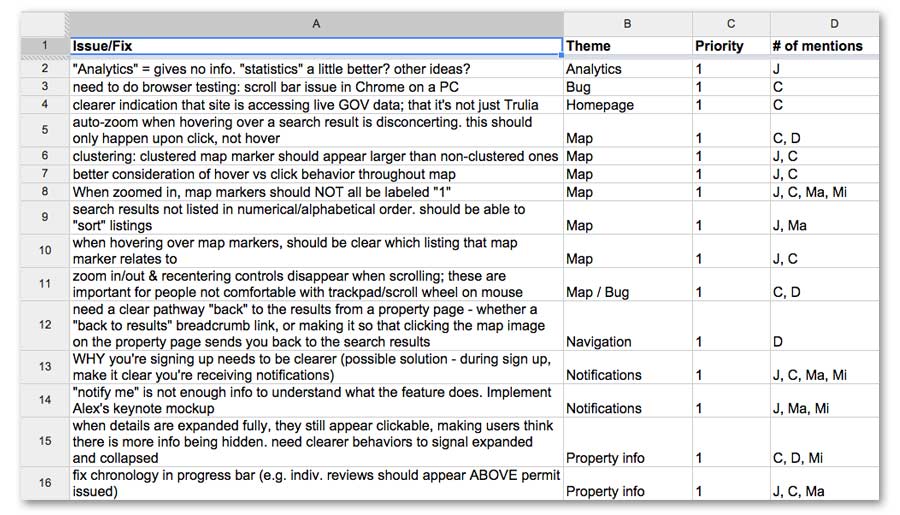 A B C D
1 Issue/Fix Theme Priority # of mentions
2 "Analytics" = gives no info. "statistics" a little better? other ideas? Analytics 1 J
3 need to do browser testing: scroll bar issue in Chrome on a PC Bug 1 C
4 clearer indication that site is accessing live GOV data; that it's not just Trulia Homepage 1 C
auto-zoom when hovering over a search result is disconcerting. this should
5 only happen upon click, not hover Map 1 C, D
6 clustering: clustered map marker should appear larger than non-clustered ones Map 1 J, C
7 better consideration of hover vs click behavior throughout map Map 1 J, C
8 When zoomed in, map markers should NOT all be labeled "1" Map 1 J, C, Ma, Mi
search results not listed in numerical/alphabetical order. should be able to
9 "sort" listings Map 1 J, Ma
when hovering over map markers, should be clear which listing that map
10 marker relates to Map 1 J, C
zoom in/out & recentering controls disappear when scrolling; these are
11 important for people not comfortable with trackpad/scroll wheel on mouse Map / Bug 1 C, D
need a clear pathway "back" to the results from a property page - whether a
12 "back to results" breadcrumb link, or making it so that clicking the map image
on the property page sends you back to the search results Navigation 1 D
WHY you're signing up needs to be clearer (possible solution - during sign up,
13 make it clear you're receiving notifications) Notifications 1 J, C, Ma, Mi
"notify me" is not enough info to understand what the feature does. Implement
14 Alex's keynote mockup Notifications 1 J, Ma, Mi
when details are expanded fully, they still appear clickable, making users think
15 there is more info being hidden. need clearer behaviors to signal expanded
and collapsed Property info 1 C, D, Mi
fix chronology in progress bar (e.g. indiv. reviews should appear ABOVE permit
16 issued) Property info 1 J, C, Ma